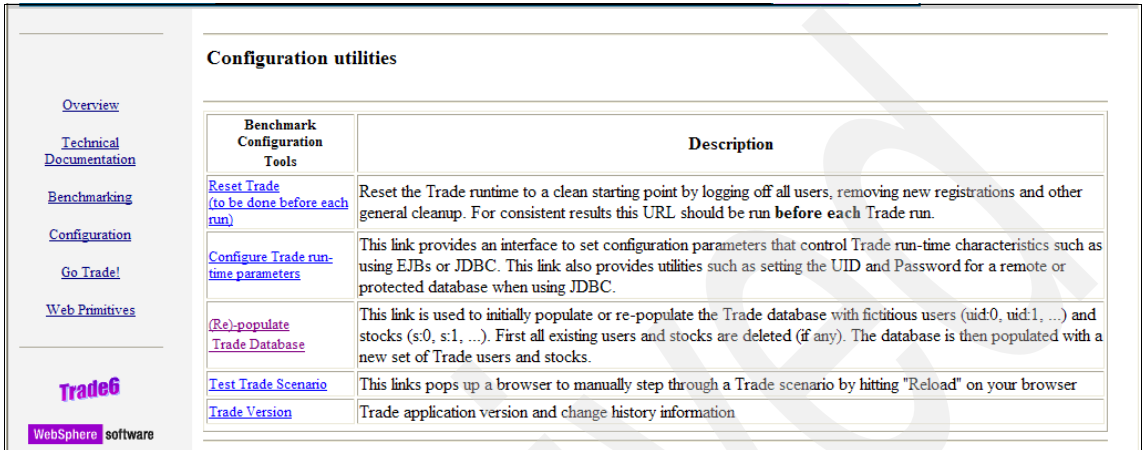 Configuration utilities
Overview
Technical
Documentation
Benchmarking
Configuration
Go Trade!
Web Primitives
Trade6
WebSphere software
Benchmark
Configuration
Tools
Description
Reset Trade
(to be done before each
run)
Reset the Trade runtime to a clean starting point by logging off all users, removing new registrations and other
general cleanup. For consistent results this URL should be run before each Trade run.
Configure Trade run-
time parameters
This link provides an interface to set configuration parameters that control Trade run-time characteristics such as
using EJBs or JDBC. This link also provides utilities such as setting the UID and Password for a remote or
protected database when using JDBC.
(Re)-populate
Trade Database
This link is used to initially populate or re-populate the Trade database with fictitious users (uid:0, uid:1, ...) and
stocks (s:0, s:1, ...). First all existing users and stocks are deleted (if any). The database is then populated with a
new set of Trade users and stocks.
Test Trade Scenario
This links pops up a browser to manually step through a Trade scenario by hitting "Reload" on your browser
Trade Version
Trade application version and change history information